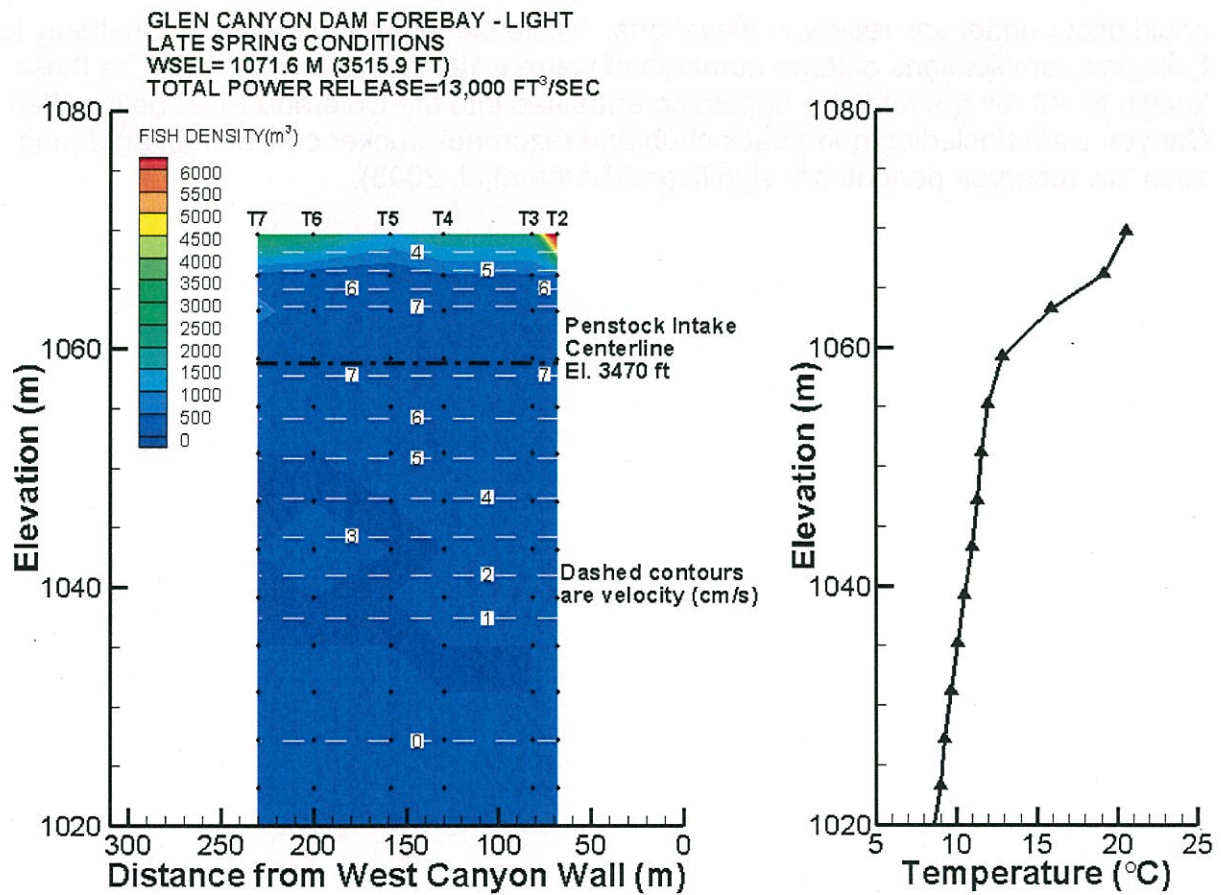 GLEN CANYON DAM FOREBAY - LIGHT
LATE SPRING CONDITIONS
WSEL= 1071.6 M (3515.9 FT)
TOTAL POWER RELEASE=13,000 FT³/SEC
FISH DENSITY(m³)
6000
5500
5000
4500
4000
3500
3000
2500
2000
1500
1000
500
0
T7 T6 T5 T4 T3 T2
4
5
6 6
7
Penstock Intake
Centerline
El. 3470 ft
7 7
6
5
4
3
2
1
0
Dashed contours
are velocity (cm/s)
Elevation (m)
1080
1060
1040
1020
300 250 200 150 100 50 0
Distance from West Canyon Wall (m)
Elevation (m)
1080
1060
1040
1020
5 10 15 20 25
Temperature (°C)